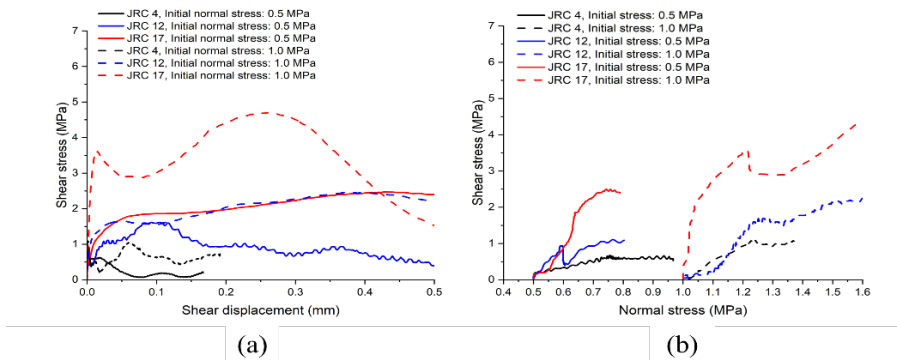 JRC 4, Initial normal stress: 0.5 MPa
JRC 12, Initial normal stress: 0.5 MPa
JRC 17, Initial normal stress: 0.5 MPa
JRC 4, Initial normal stress: 1.0 MPa
JRC 12, Initial normal stress: 1.0 MPa
JRC 17, Initial normal stress: 1.0 MPa
Shear stress (MPa)
7
6
5
4
3
2
1
0
0.0 0.1 0.2 0.3 0.4 0.5
Shear displacement (mm)
(a)
JRC 4, Initial stress: 0.5 MPa
JRC 4, Initial stress: 1.0 MPa
JRC 12, Initial stress: 0.5 MPa
JRC 12, Initial stress: 1.0 MPa
JRC 17, Initial stress: 0.5 MPa
JRC 17, Initial stress: 1.0 MPa
Shear stress (MPa)
7
6
5
4
3
2
1
0
0.4 0.5 0.6 0.7 0.8 0.9 1.0 1.1 1.2 1.3 1.4 1.5 1.6
Normal stress (MPa)
(b)